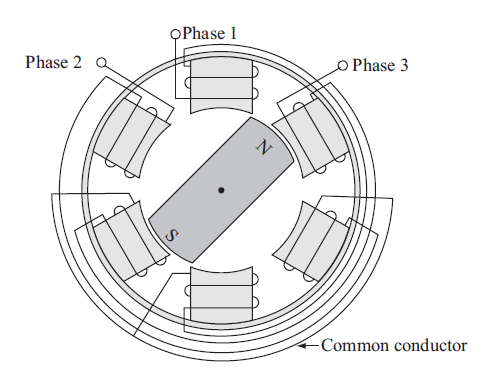 Phase 1
Phase 2
Phase 3
N
S
Common conductor